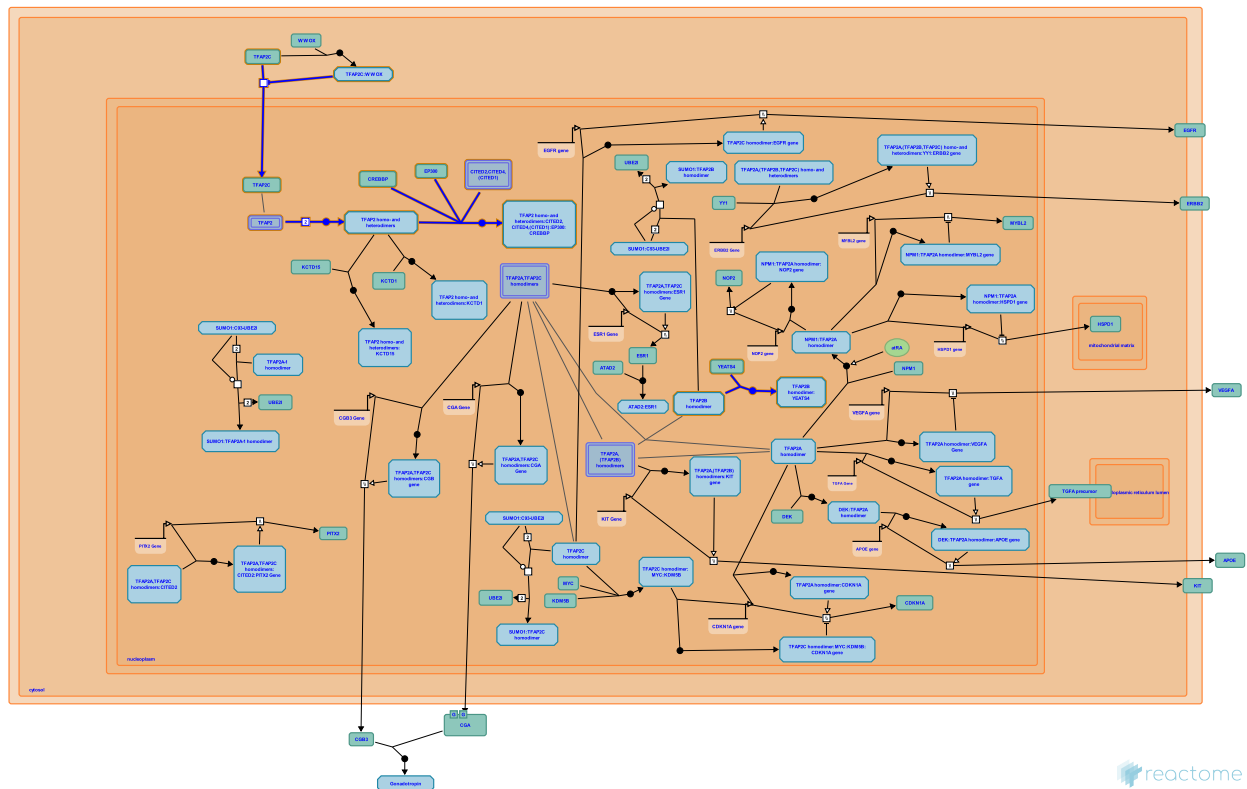 WWOX
TFAP2C
TFAP2C:WWOX
EGFR gene
TFAP2C homodimer:EGFR gene
EGFR
TFAP2A,(TFAP2B,TFAP2C) homo- and
heterodimers:YY1:ERBB2 gene
UBE2I
SUMO1:TFAP2B
homodimer
TFAP2A,(TFAP2B,TFAP2C) homo- and
heterodimers
CREBBP
EP300
CITED2,CITED4,
(CITED1)
TFAP2C
YY1
ERBB2
TFAP2
TFAP2 homo- and
heterodimers
TFAP2 homo- and
heterodimers:CITED2,
CITED4,(CITED1):EP300:
CREBBP
SUMO1:C93-UBE2I
ERBB2 Gene
MYBL2 gene
MYBL2
NPM1:TFAP2A homodimer:MYBL2 gene
KCTD15
KCTD1
TFAP2 homo- and
heterodimers:KCTD1
TFAP2A,TFAP2C
homodimers
TFAP2A,TFAP2C
homodimers:ESR1
Gene
NOP2
NPM1:TFAP2A homodimer:
NOP2 gene
NPM1:TFAP2A
homodimer:HSPD1 gene
SUMO1:C93-UBE2I
TFAP2 homo- and
heterodimers:
KCTD15
ESR1 Gene
ESR1
NOP2 gene
NPM1:TFAP2A
homodimer
atRA
HSPD1 gene
HSPD1
mitochondrial matrix
TFAP2A-I
homodimer
ATAD2
YEATS4
NPM1
UBE2I
ATAD2:ESR1
TFAP2B
homodimer
TFAP2B
homodimer:
YEATS4
VEGFA
SUMO1:TFAP2A-I homodimer
CGB3 Gene
CGA Gene
VEGFA gene
TFAP2A,
(TFAP2B)
homodimers
TFAP2A
homodimer
TFAP2A homodimer:VEGFA
Gene
TFAP2A,TFAP2C
homodimers:CGB
gene
TFAP2A,TFAP2C
homodimers:CGA
Gene
TFAP2A,(TFAP2B)
homodimers:KIT
gene
TGFA Gene
TFAP2A homodimer:TGFA
gene
TGFA precursor
oplasmic reticulum lumen
KIT Gene
DEK
DEK:TFAP2A
homodimer
SUMO1:C93-UBE2I
PITX2 Gene
PITX2
APOE gene
DEK:TFAP2A homodimer:APOE gene
TFAP2A,TFAP2C
homodimers:
CITED2:PITX2 Gene
TFAP2A,TFAP2C
homodimers:CITED2
TFAP2C
homodimer
TFAP2C homodimer:
MYC:KDM5B
APOE
KIT
MYC
KDM5B
UBE2I
TFAP2A homodimer:CDKN1A
gene
CDKN1A
CDKN1A gene
SUMO1:TFAP2C
homodimer
TFAP2C homodimer:MYC:KDM5B:
CDKN1A gene
nucleoplasm
cytosol
CGA
CGB3
Gonadotropin
reactome